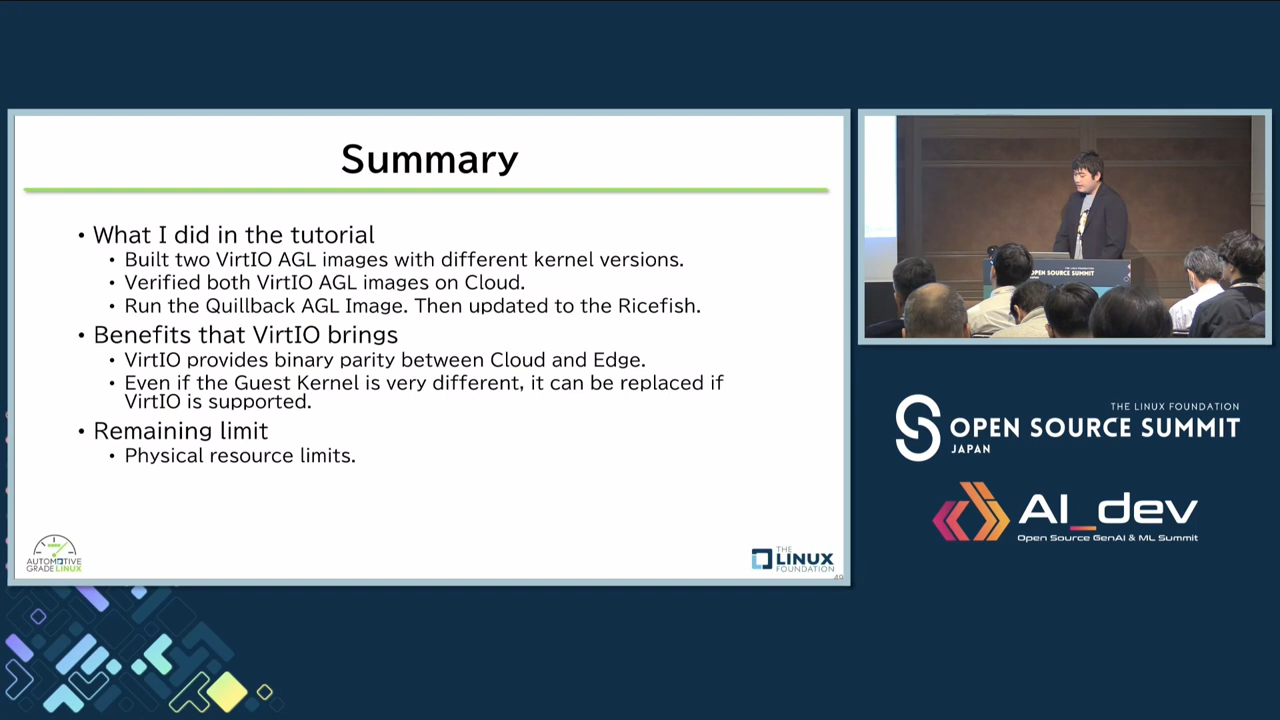 Summary
• What I did in the tutorial
• Built two VirtIO AGL images with different kernel versions.
• Verified both VirtIO AGL images on Cloud.
• Run the Quillback AGL Image. Then updated to the Ricefish.
• Benefits that VirtIO brings
• VirtIO provides binary parity between Cloud and Edge.
• Even if the Guest Kernel is very different, it can be replaced if
VirtIO is supported.
• Remaining limit
• Physical resource limits.
AUTOMOTIVE
GRADE LINUX
THE
LINUX
FOUNDATION
49
OPEN SOURCE SUMMIT
THE LINUX FOUNDATION
OPEN SOURCE SUMMIT
JAPAN
AI_dev
Open Source GenAI & ML Summit